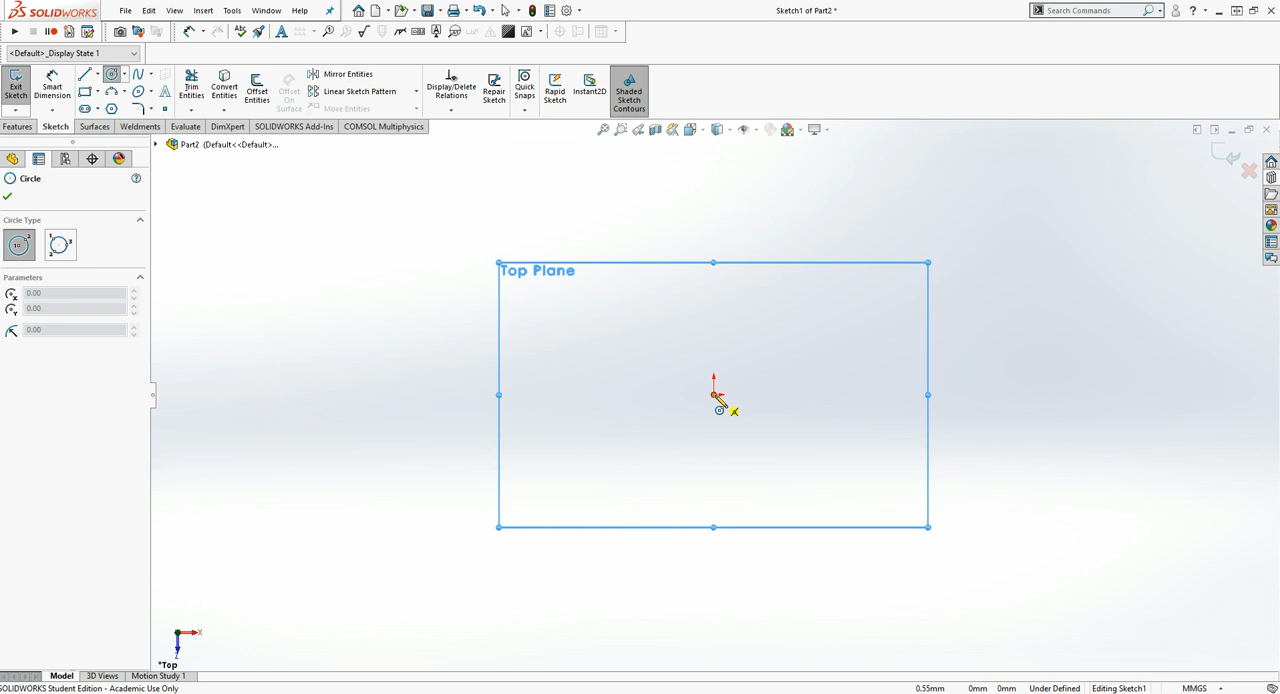 SOLIDWORKS
File Edit View Insert Tools Window Help
Sketch1 of Part2 *
Search Commands
<Default>_Display State 1
Exit Sketch
Smart Dimension
Trim Entities
Convert Entities
Offset Entities
Offset On Surface
Mirror Entities
Linear Sketch Pattern
Move Entities
Display/Delete Relations
Repair Sketch
Quick Snaps
Rapid Sketch
Instant2D
Shaded Sketch Contours
Features Sketch Surfaces Weldments Evaluate DimXpert SOLIDWORKS Add-Ins COMSOL Multiphysics
Part2 (Default<<Default>...
Circle
Circle Type
Parameters
0.00
0.00
0.00
Top Plane
X
Z
*Top
Model 3D Views Motion Study 1
SOLIDWORKS Student Edition - Academic Use Only
0.55mm 0mm 0mm Under Defined Editing Sketch1 MMGS